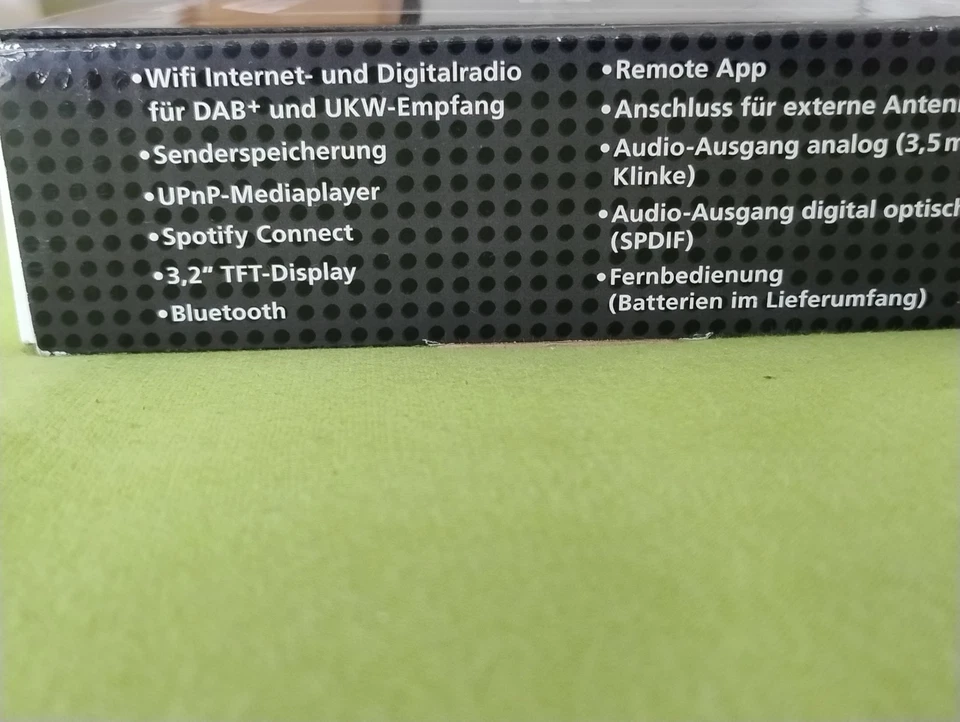 •Wifi Internet- und Digitalradio
für DAB+ und UKW-Empfang
•Senderspeicherung
•UPnP-Mediaplayer
•Spotify Connect
•3,2" TFT-Display
•Bluetooth
•Remote App
•Anschluss für externe
•Audio-Ausgang analog (3,5
Klinke)
•Audio-Ausgang digital optisch
(SPDIF)
•Fernbedienung
(Batterien im Lieferumfang)